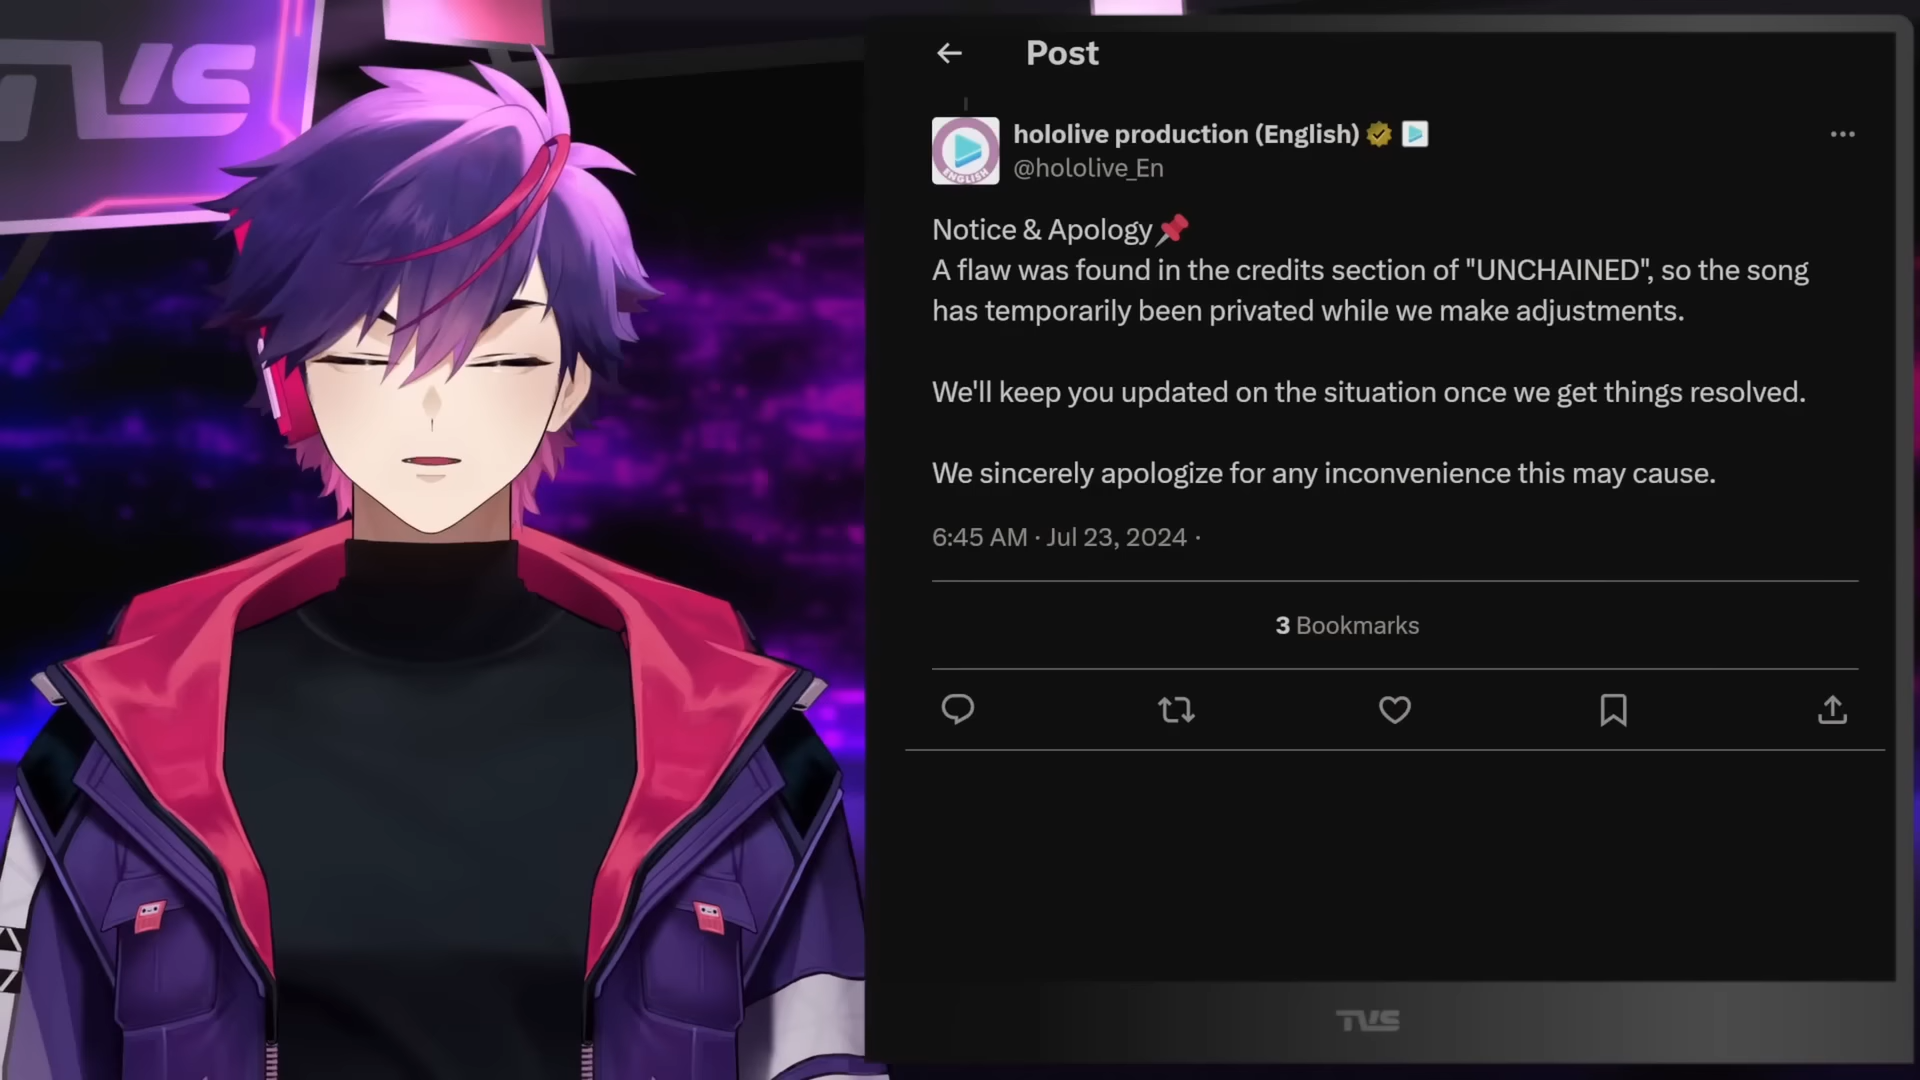 TVS
Post
hololive production (English)
@hololive_En
ENGLISH
Notice & Apology📌
A flaw was found in the credits section of "UNCHAINED", so the song
has temporarily been privated while we make adjustments.
We'll keep you updated on the situation once we get things resolved.
We sincerely apologize for any inconvenience this may cause.
6:45 AM · Jul 23, 2024 ·
3 Bookmarks
TVS